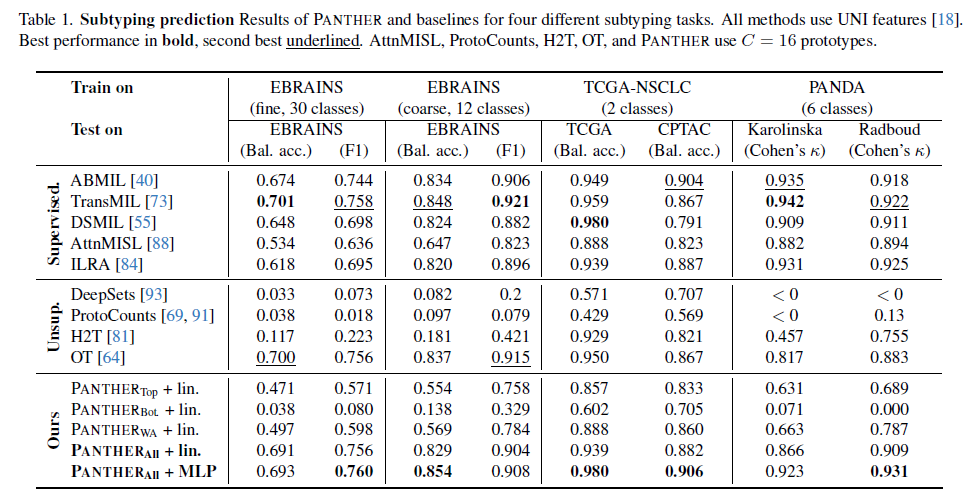 Table 1. Subtyping prediction Results of PANTHER and baselines for four different subtyping tasks. All methods use UNI features [18].
Best performance in bold, second best underlined. AttnMISL, ProtoCounts, H2T, OT, and PANTHER use C = 16 prototypes.
Train on EBRAINS EBRAINS TCGA-NSCLC PANDA
(fine, 30 classes) (coarse, 12 classes) (2 classes) (6 classes)
Test on EBRAINS EBRAINS TCGA CPTAC Karolinska Radboud
(Bal. acc.) (F1) (Bal. acc.) (F1) (Bal. acc.) (Bal. acc.) (Cohen's κ) (Cohen's κ)
Supervised.
ABMIL [40] 0.674 0.744 0.834 0.906 0.949 0.904 0.935 0.918
TransMIL [73] 0.701 0.758 0.848 0.921 0.959 0.867 0.942 0.922
DSMIL [55] 0.648 0.698 0.824 0.882 0.980 0.791 0.909 0.911
AttnMISL [88] 0.534 0.636 0.647 0.823 0.888 0.823 0.882 0.894
ILRA [84] 0.618 0.695 0.820 0.896 0.939 0.887 0.931 0.925
Unsup.
DeepSets [93] 0.033 0.073 0.082 0.2 0.571 0.707 < 0 < 0
ProtoCounts [69, 91] 0.038 0.018 0.097 0.079 0.429 0.569 < 0 0.13
H2T [81] 0.117 0.223 0.181 0.421 0.929 0.821 0.457 0.755
OT [64] 0.700 0.756 0.837 0.915 0.950 0.867 0.817 0.883
Ours
PANTHERTop + lin. 0.471 0.571 0.554 0.758 0.857 0.833 0.631 0.689
PANTHERBot. + lin. 0.038 0.080 0.138 0.329 0.602 0.705 0.071 0.000
PANTHERWA + lin. 0.497 0.598 0.569 0.784 0.888 0.860 0.663 0.787
PANTHERAll + lin. 0.691 0.756 0.829 0.904 0.939 0.882 0.866 0.909
PANTHERAll + MLP 0.693 0.760 0.854 0.908 0.980 0.906 0.923 0.931